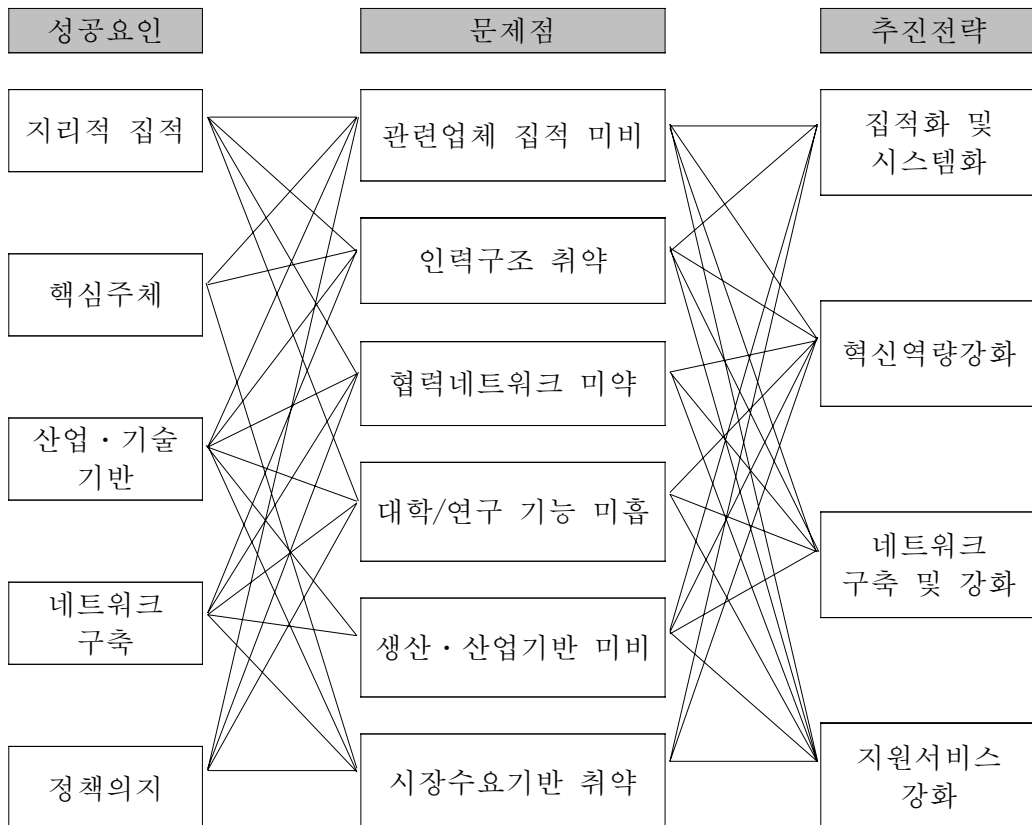 성공요인
문제점
추진전략
지리적 집적
핵심주체
산업・기술
기반
네트워크
구축
정책의지
관련업체 집적 미비
인력구조 취약
협력네트워크 미약
대학/연구 기능 미흡
생산・산업기반 미비
시장수요기반 취약
집적화 및
시스템화
혁신역량강화
네트워크
구축 및 강화
지원서비스
강화